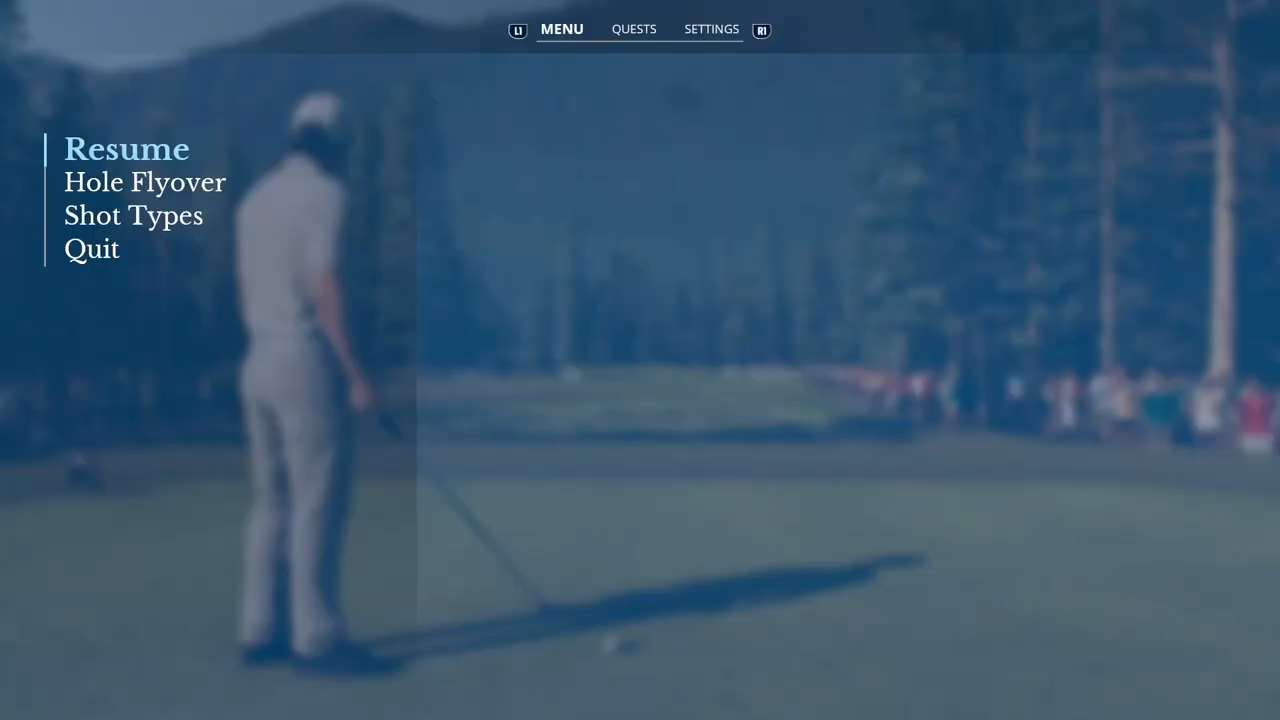 L1 MENU QUESTS SETTINGS R1
Resume
Hole Flyover
Shot Types
Quit